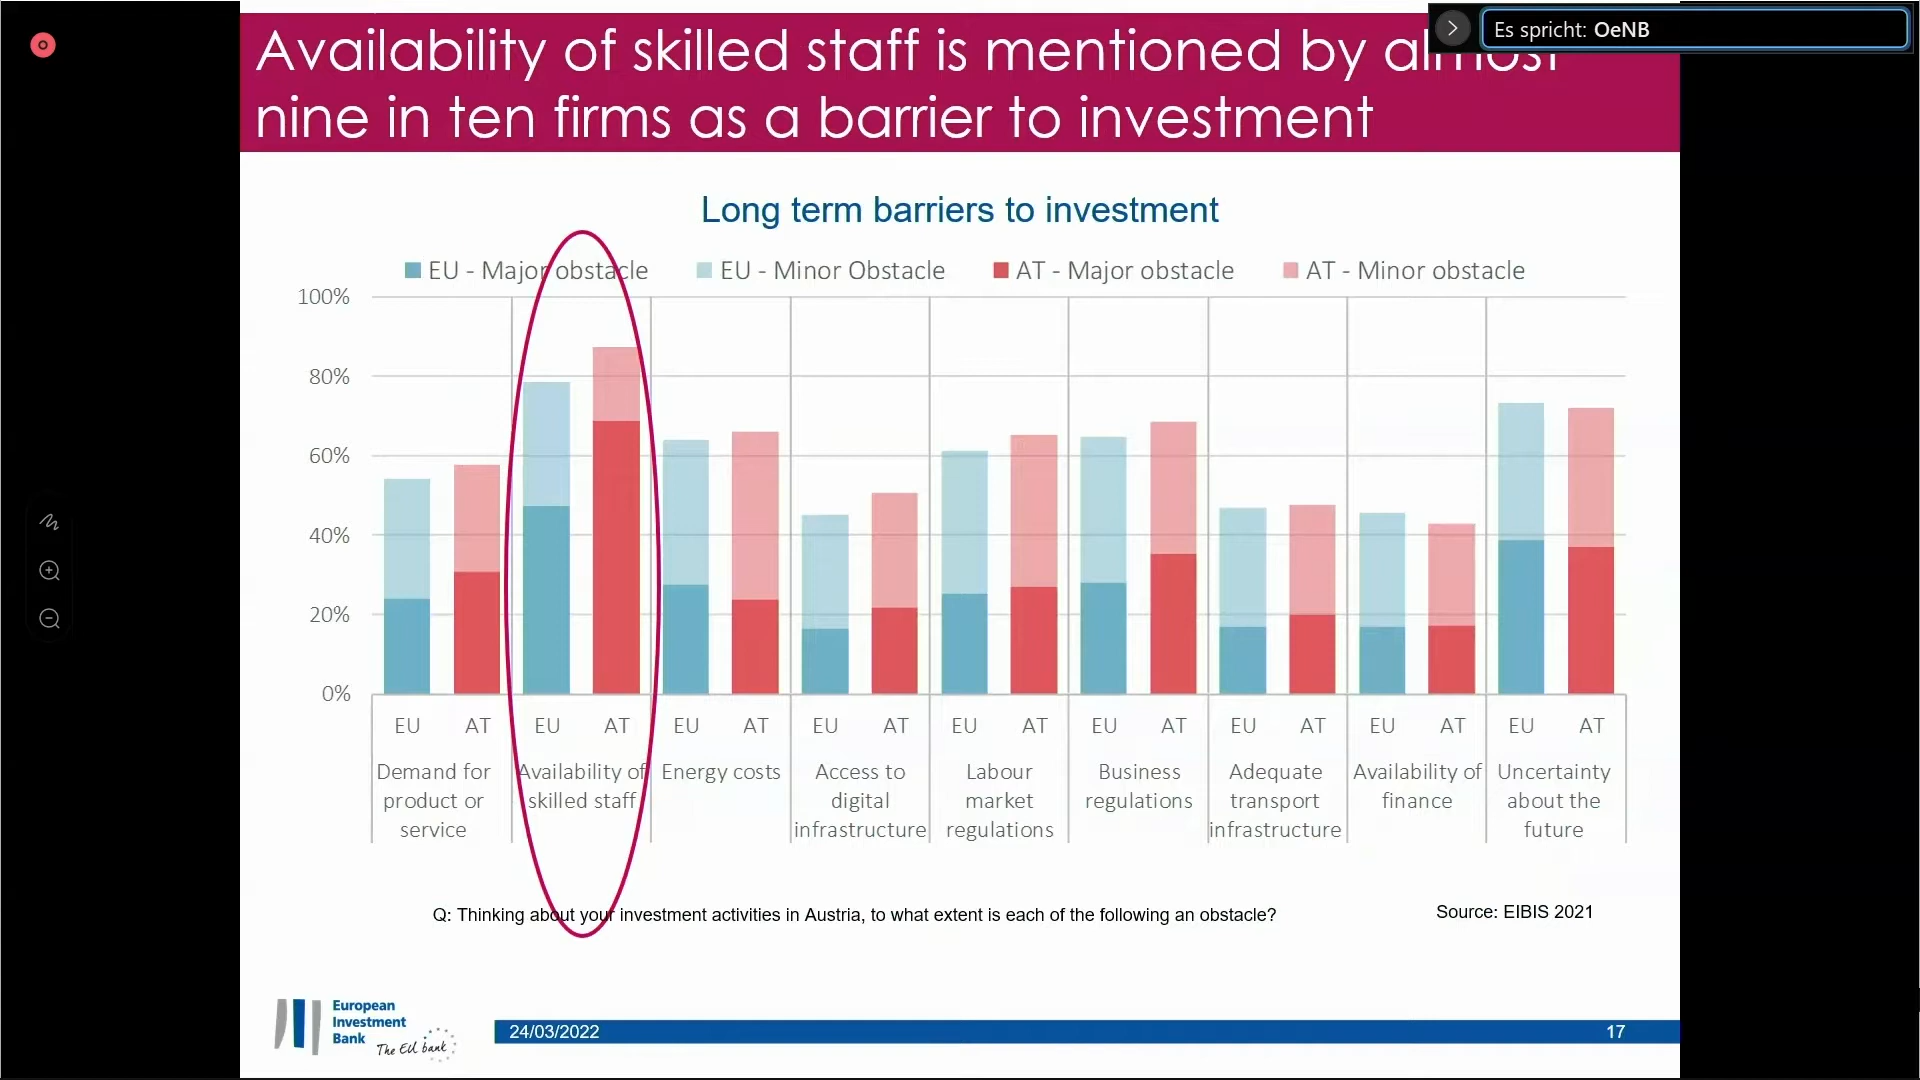 Es spricht: OeNB
Availability of skilled staff is mentioned by almost
nine in ten firms as a barrier to investment
Long term barriers to investment
EU - Major obstacle
EU - Minor Obstacle
AT - Major obstacle
AT - Minor obstacle
100%
80%
60%
40%
20%
0%
EU AT EU AT EU AT EU AT EU AT EU AT EU AT EU AT EU AT
Demand for
product or
service
Availability of
skilled staff
Energy costs
Access to
digital
infrastructure
Labour
market
regulations
Business
regulations
Adequate
transport
infrastructure
Availability of
finance
Uncertainty
about the
future
Q: Thinking about your investment activities in Austria, to what extent is each of the following an obstacle?
Source: EIBIS 2021
European
Investment
Bank
The EU bank
24/03/2022
17